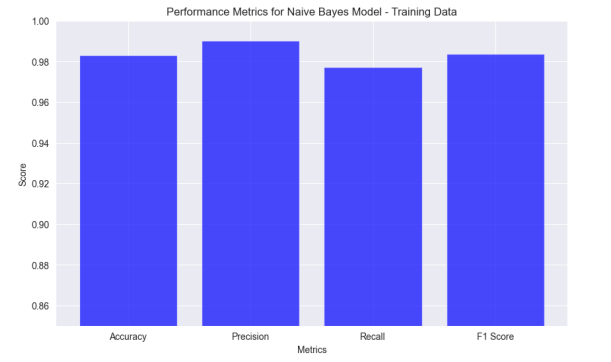 Performance Metrics for Naive Bayes Model - Training Data
1.00
0.98
0.96
0.94
0.92
0.90
0.88
0.86
Score
Accuracy Precision Recall F1 Score
Metrics